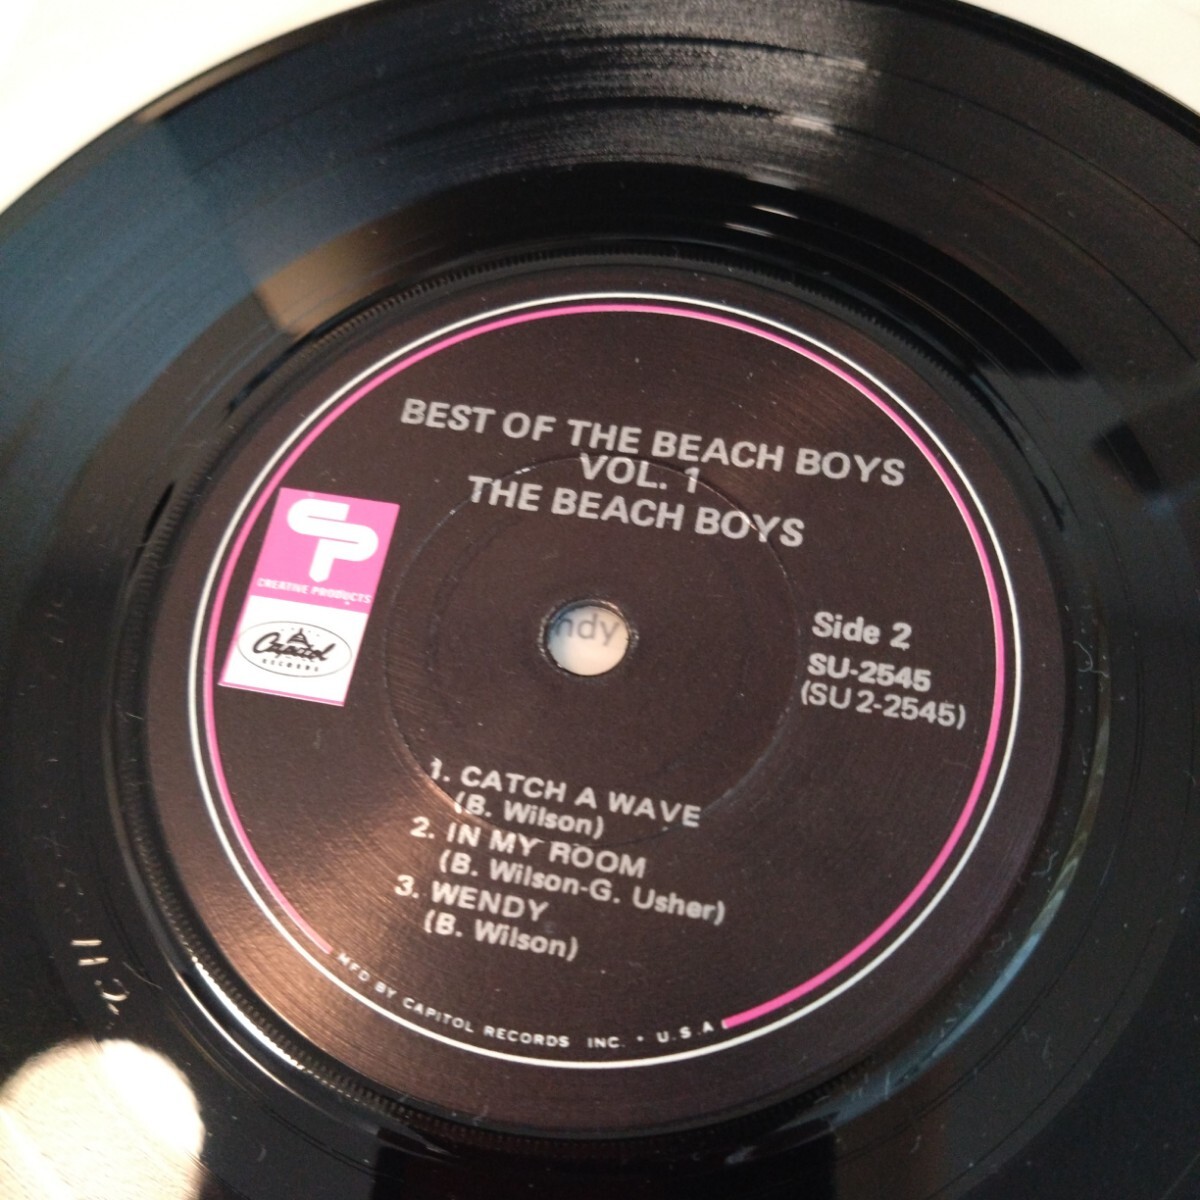 BEST OF THE BEACH BOYS
VOL. 1
THE BEACH BOYS
CP
CREATIVE PRODUCTS
Capitol
RECORDS
ndy
Side 2
SU-2545
(SU 2-2545)
1. CATCH A WAVE
(B. Wilson)
2. IN MY ROOM
(B. Wilson-G. Usher)
3. WENDY
(B. Wilson)
MFD BY CAPITOL RECORDS INC. • U.S.A